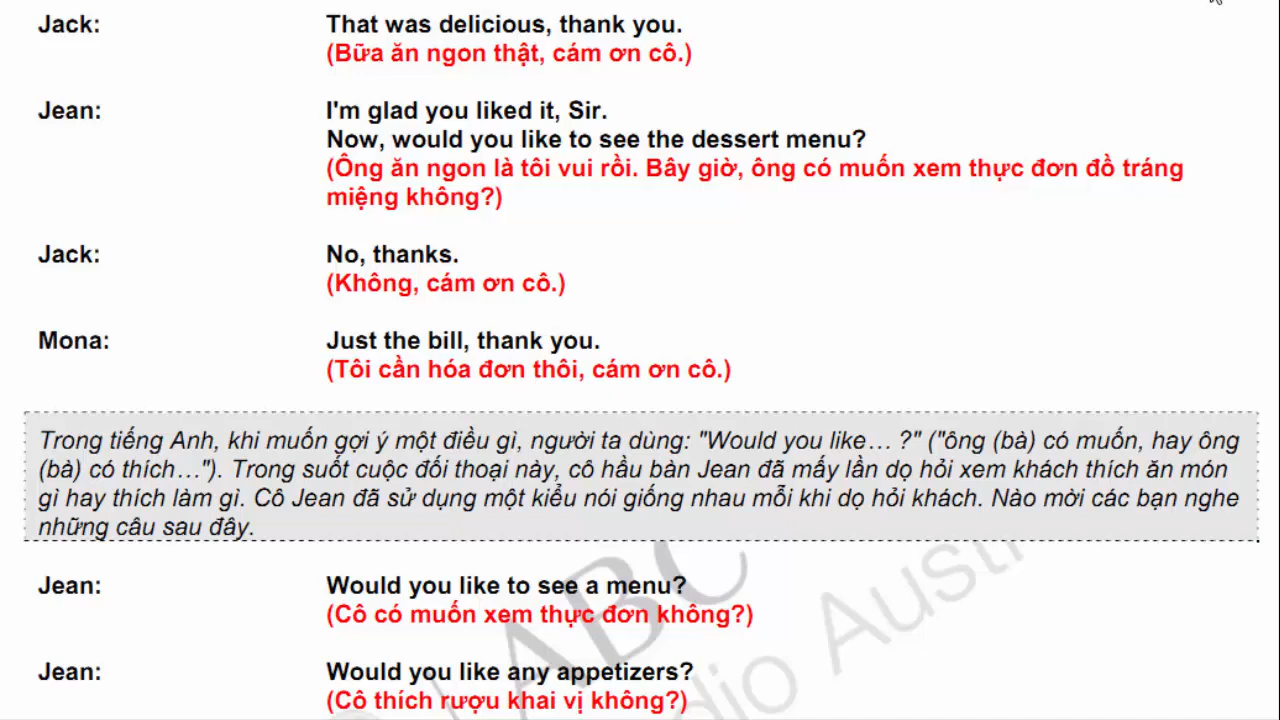 Jack: That was delicious, thank you.
(Bữa ăn ngon thật, cám ơn cô.)
Jean: I'm glad you liked it, Sir.
Now, would you like to see the dessert menu?
(Ông ăn ngon là tôi vui rồi. Bây giờ, ông có muốn xem thực đơn đồ tráng
miệng không?)
Jack: No, thanks.
(Không, cám ơn cô.)
Mona: Just the bill, thank you.
(Tôi cần hóa đơn thôi, cám ơn cô.)
Trong tiếng Anh, khi muốn gợi ý một điều gì, người ta dùng: "Would you like… ?" ("ông (bà) có muốn, hay ông
(bà) có thích…"). Trong suốt cuộc đối thoại này, cô hầu bàn Jean đã mấy lần dọ hỏi xem khách thích ăn món
gì hay thích làm gì. Cô Jean đã sử dụng một kiểu nói giống nhau mỗi khi dọ hỏi khách. Nào mời các bạn nghe
những câu sau đây.
Jean: Would you like to see a menu?
(Cô có muốn xem thực đơn không?)
Jean: Would you like any appetizers?
(Cô thích rượu khai vị không?)
ABC